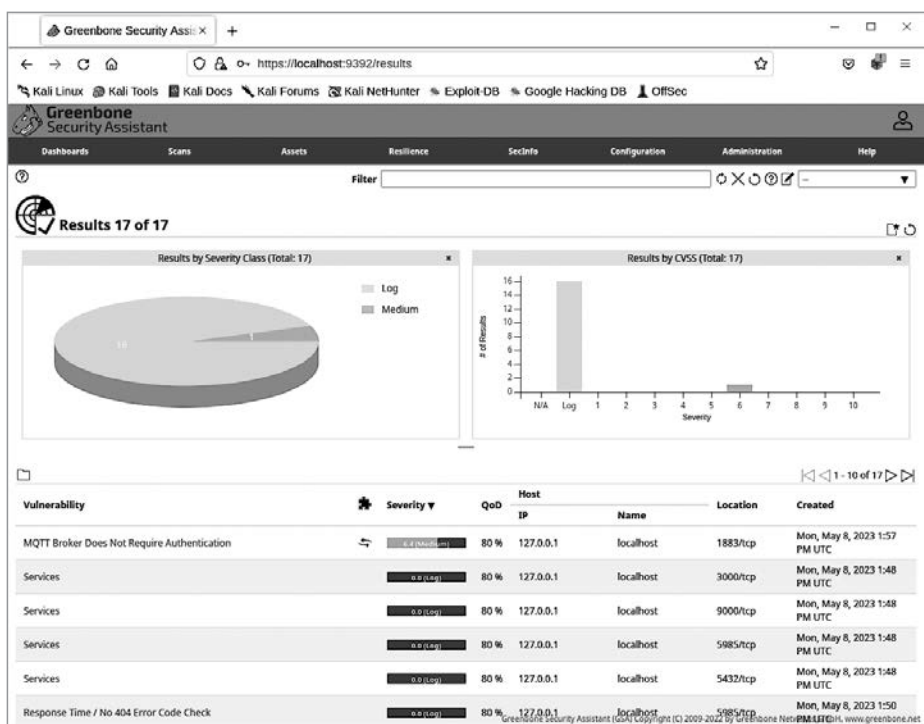 Greenbone Security Assis × +
https://localhost:9392/results
Kali Linux Kali Tools Kali Docs Kali Forums Kali NetHunter Exploit-DB Google Hacking DB OffSec
Greenbone
Security Assistant
Dashboards Scans Assets Resilience SecInfo Configuration Administration Help
Filter --
Results 17 of 17
Results by Severity Class (Total: 17) ×
Log
Medium
16
1
Results by CVSS (Total: 17) ×
16
14
12
10
8
6
4
2
0
# of Results
N/A Log 1 2 3 4 5 6 7 8 9 10
Severity
1 - 10 of 17
Vulnerability Severity ▼ QoD Host Location Created
IP Name
MQTT Broker Does Not Require Authentication 6.4 (Medium) 80 % 127.0.0.1 localhost 1883/tcp Mon, May 8, 2023 1:57 PM UTC
Services 0.0 (Log) 80 % 127.0.0.1 localhost 3000/tcp Mon, May 8, 2023 1:48 PM UTC
Services 0.0 (Log) 80 % 127.0.0.1 localhost 9000/tcp Mon, May 8, 2023 1:48 PM UTC
Services 0.0 (Log) 80 % 127.0.0.1 localhost 5985/tcp Mon, May 8, 2023 1:48 PM UTC
Services 0.0 (Log) 80 % 127.0.0.1 localhost 5432/tcp Mon, May 8, 2023 1:48 PM UTC
Response Time / No 404 Error Code Check 0.0 (Log) 80 % 127.0.0.1 localhost 5985/tcp Mon, May 8, 2023 1:50 PM UTC
Greenbone Security Assistant (GSA) Copyright (C) 2009-2022 by Greenbone